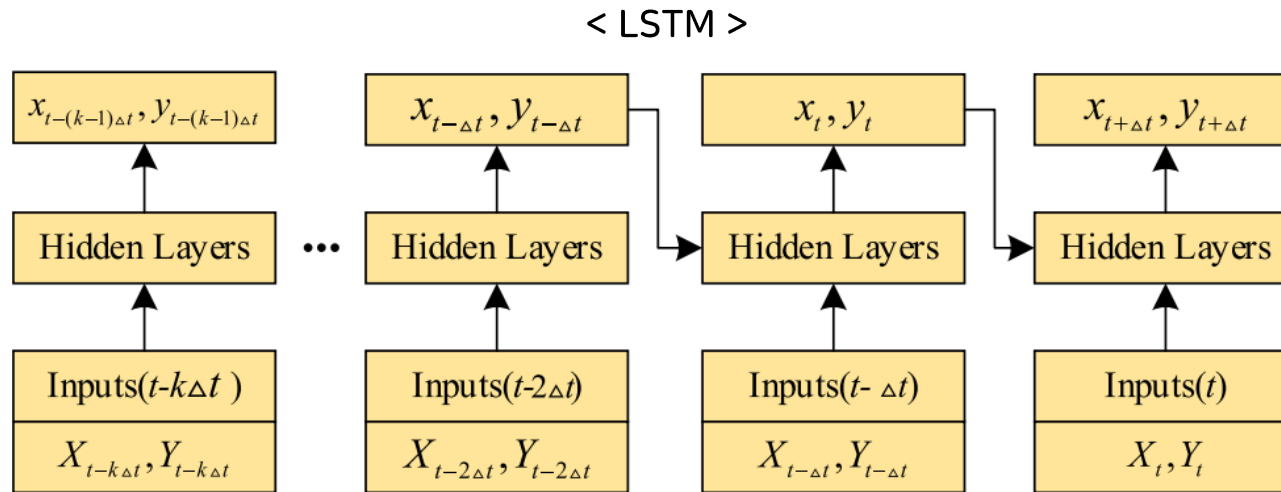 < LSTM >
x_{t-(k-1)△t}, y_{t-(k-1)△t}
x_{t-△t}, y_{t-△t}
x_t, y_t
x_{t+△t}, y_{t+△t}
Hidden Layers
...
Hidden Layers
Hidden Layers
Hidden Layers
Inputs(t-k△t )
Inputs(t-2△t)
Inputs(t- △t)
Inputs(t)
X_{t-k△t}, Y_{t-k△t}
X_{t-2△t}, Y_{t-2△t}
X_{t-△t}, Y_{t-△t}
X_t, Y_t